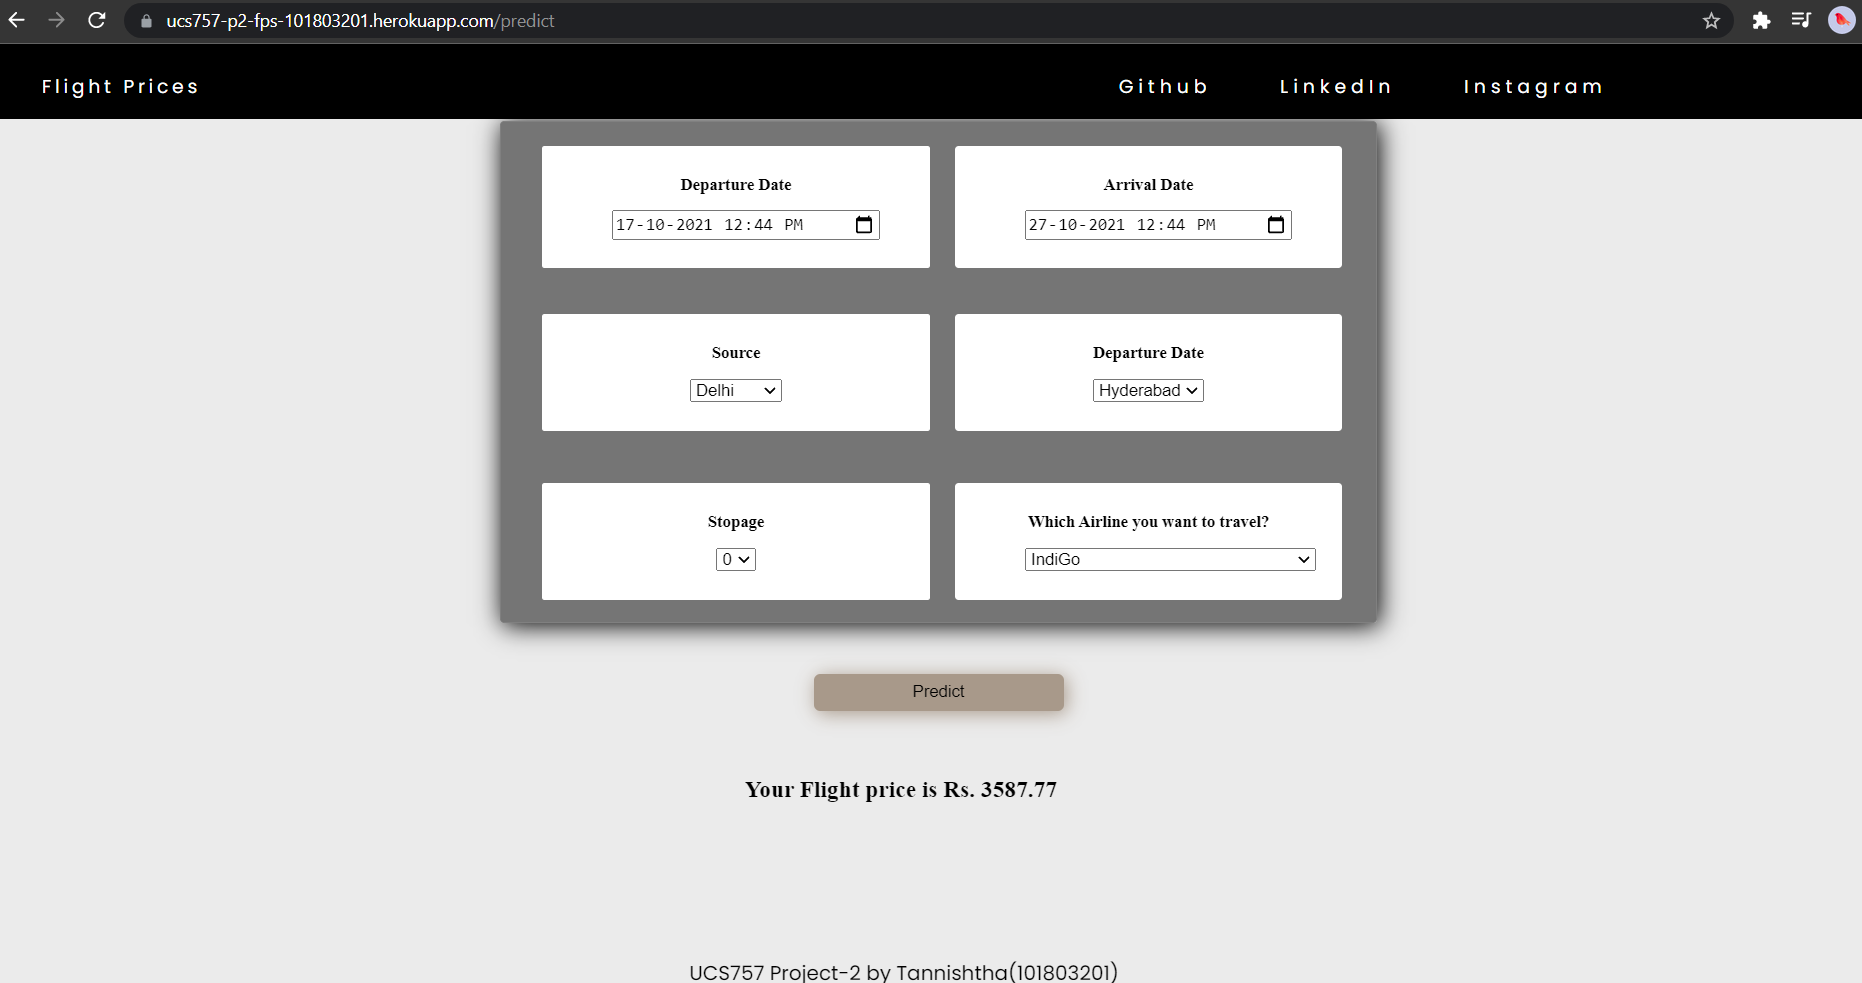 ucs757-p2-fps-101803201.herokuapp.com/predict
Flight Prices Github LinkedIn Instagram
Departure Date
17-10-2021 12:44 PM
Arrival Date
27-10-2021 12:44 PM
Source
Delhi
Departure Date
Hyderabad
Stopage
0
Which Airline you want to travel?
IndiGo
Predict
Your Flight price is Rs. 3587.77
UCS757 Project-2 by Tannishtha(101803201)